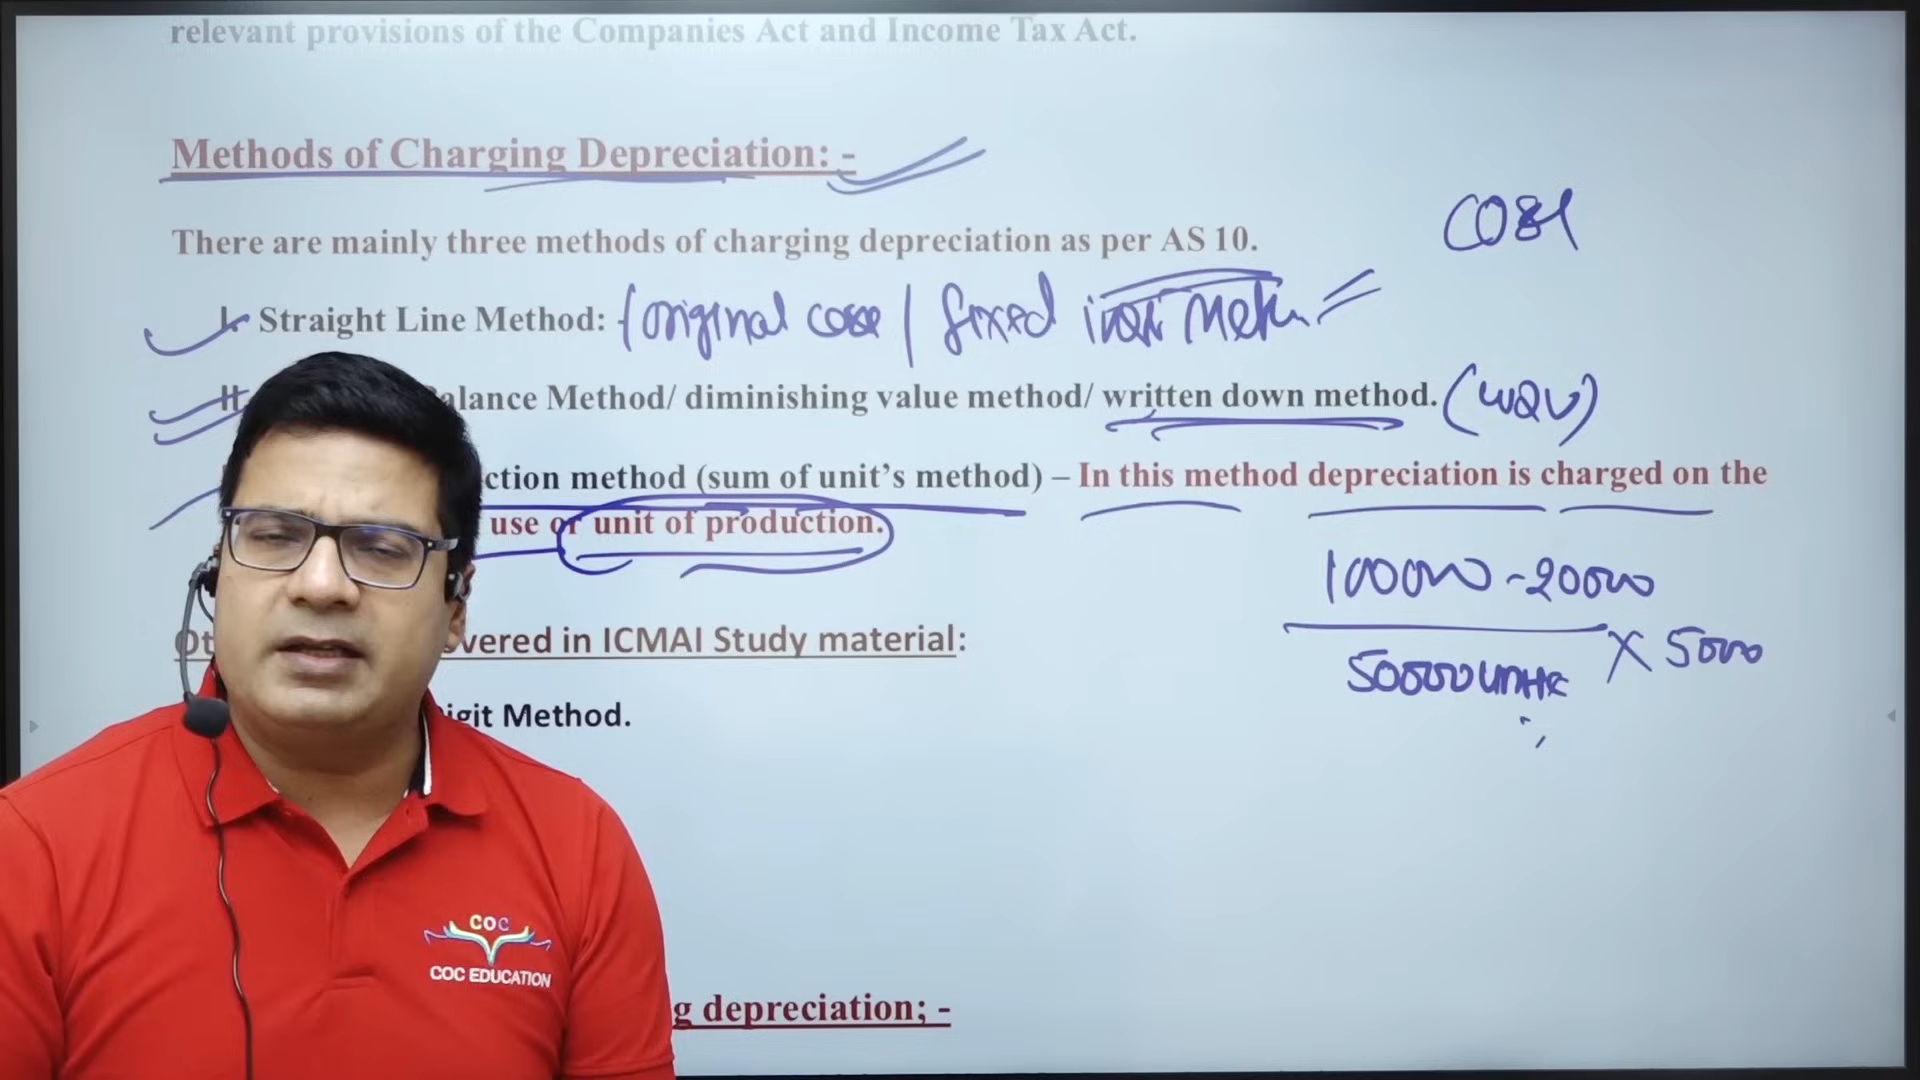 relevant provisions of the Companies Act and Income Tax Act.
Methods of Charging Depreciation: -
COST
There are mainly three methods of charging depreciation as per AS 10.
I. Straight Line Method: - (original cost / fixed
II. alance Method/ diminishing value method/ written down method. (WDV)
ction method (sum of unit’s method) – In this method depreciation is charged on the
use or unit of production.
100000 - 20000
50000 units × 5000
Ot vered in ICMAI Study material:
igit Method.
COC
COC EDUCATION
g depreciation; -